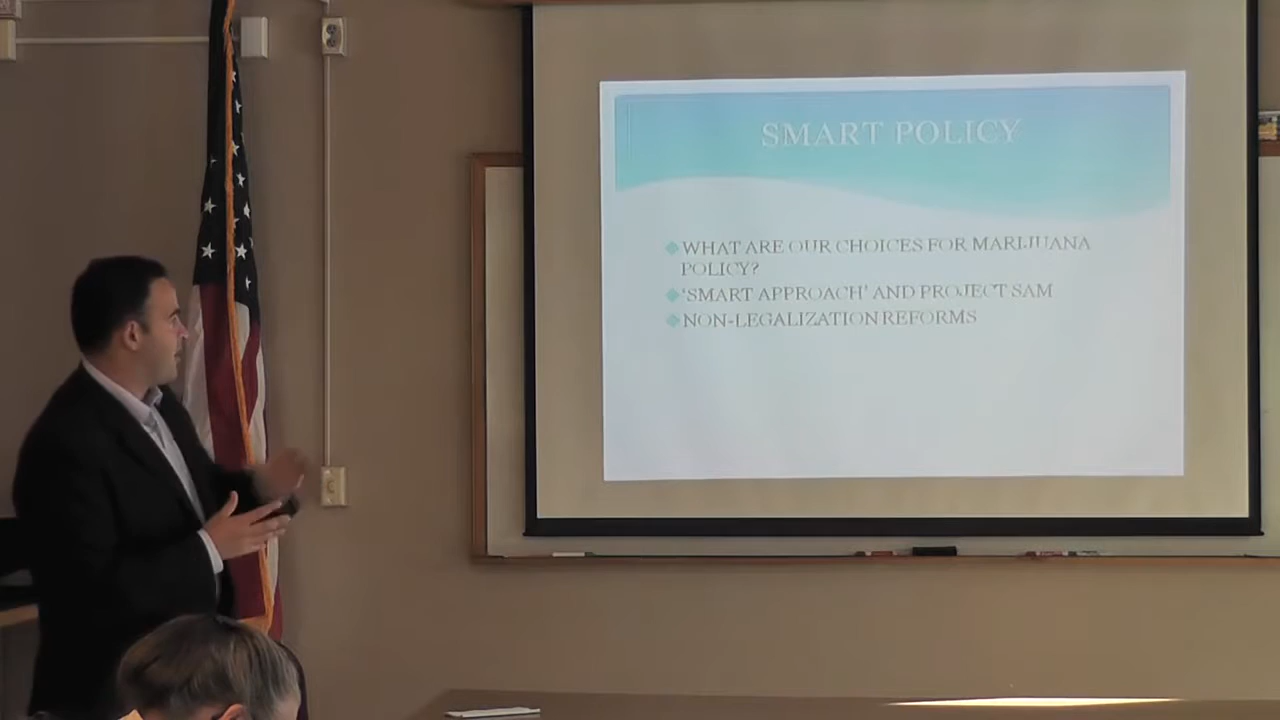 SMART POLICY
WHAT ARE OUR CHOICES FOR MARIJUANA
POLICY?
‘SMART APPROACH’ AND PROJECT SAM
NON-LEGALIZATION REFORMS